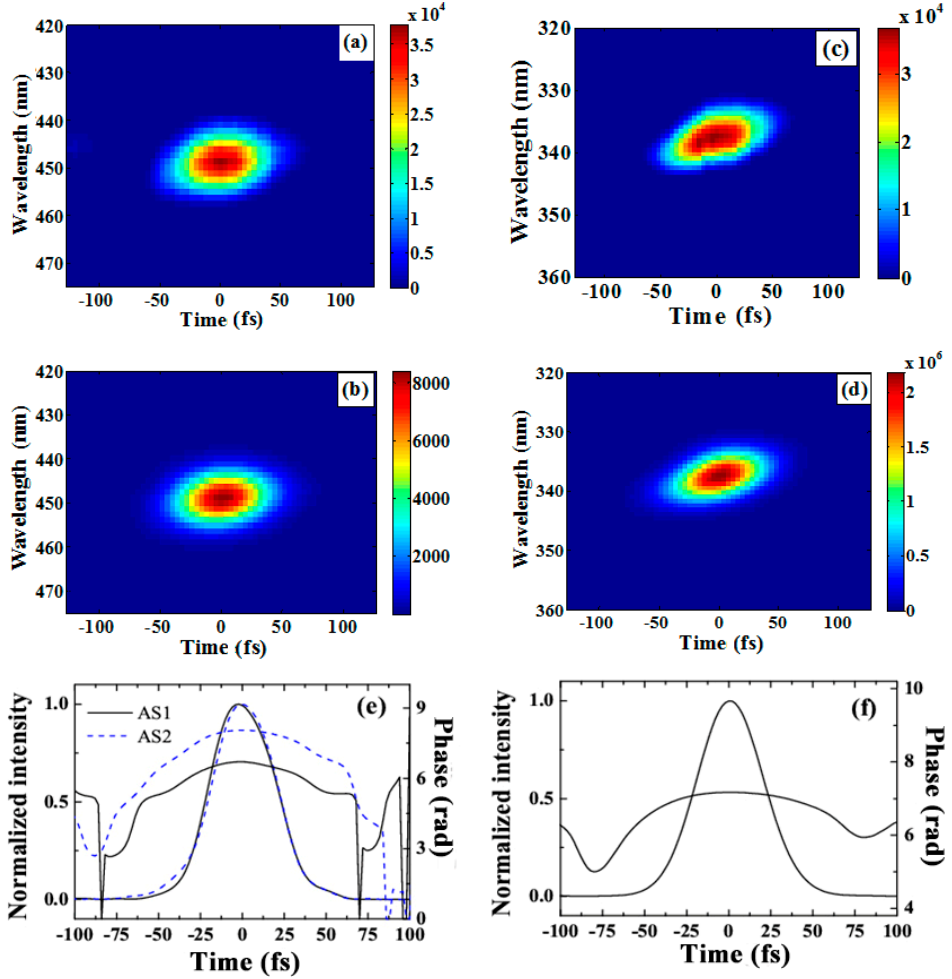 x 10⁴
420
430
440
450
460
470
Wavelength (nm)
(a)
3.5
3
2.5
2
1.5
1
0.5
0
-100 -50 0 50 100
Time (fs)
x 10⁴
320
330
340
350
360
Wavelength (nm)
(c)
4
3
2
1
0
-100 -50 0 50 100
Time (fs)
420
430
440
450
460
470
Wavelength (nm)
(b)
8000
6000
4000
2000
-100 -50 0 50 100
Time (fs)
x 10⁶
320
330
340
350
360
Wavelength (nm)
(d)
2
1.5
1
0.5
0
-100 -50 0 50 100
Time (fs)
Normalized intensity
1.0
0.5
0.0
AS1
AS2
(e)
9
6
3
0
Phase (rad)
-100 -75 -50 -25 0 25 50 75 100
Time (fs)
Normalized intensity
1.0
0.5
0.0
(f)
10
8
6
4
Phase (rad)
-100 -75 -50 -25 0 25 50 75 100
Time (fs)